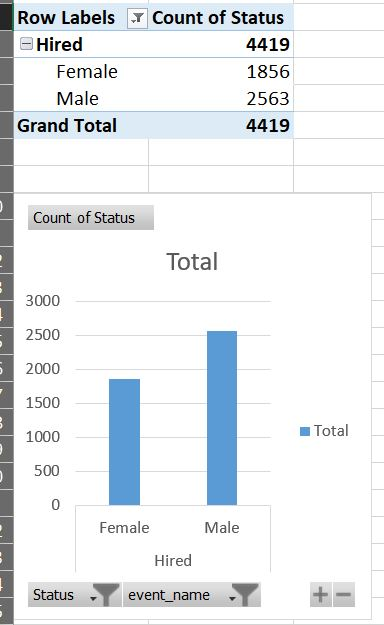 Row Labels Count of Status
Hired 4419
Female 1856
Male 2563
Grand Total 4419
Count of Status
Total
3000
2500
2000
1500
1000
500
0
Total
Female Male
Hired
Status event_name